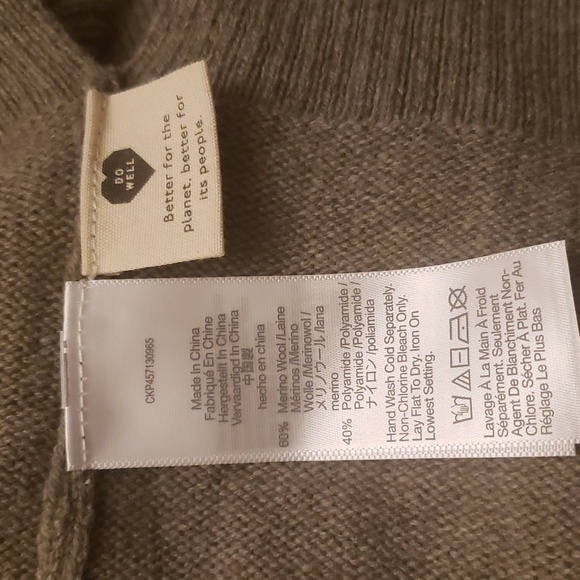 DO
WELL
Better for the
planet, better for
its people.
CKP457130965
Made In China
Fabriqué En Chine
Hergestellt In China
Vervaardigd In China
中国製
hecho en china
60% Merino Wool /Laine
Mérinos /Merino
Wolle /Merinowol /
メリノウール /lana
merino
40% Polyamide /Polyamide /
Polyamide /Polyamide /
ナイロン /poliamida
Hand Wash Cold Separately.
Non-Chlorine Bleach Only.
Lay Flat To Dry. Iron On
Lowest Setting.
Lavage À La Main À Froid
Séparément. Seulement
Agent De Blanchiment Non-
Chlore. Sécher À Plat. Fer Au
Réglage Le Plus Bas